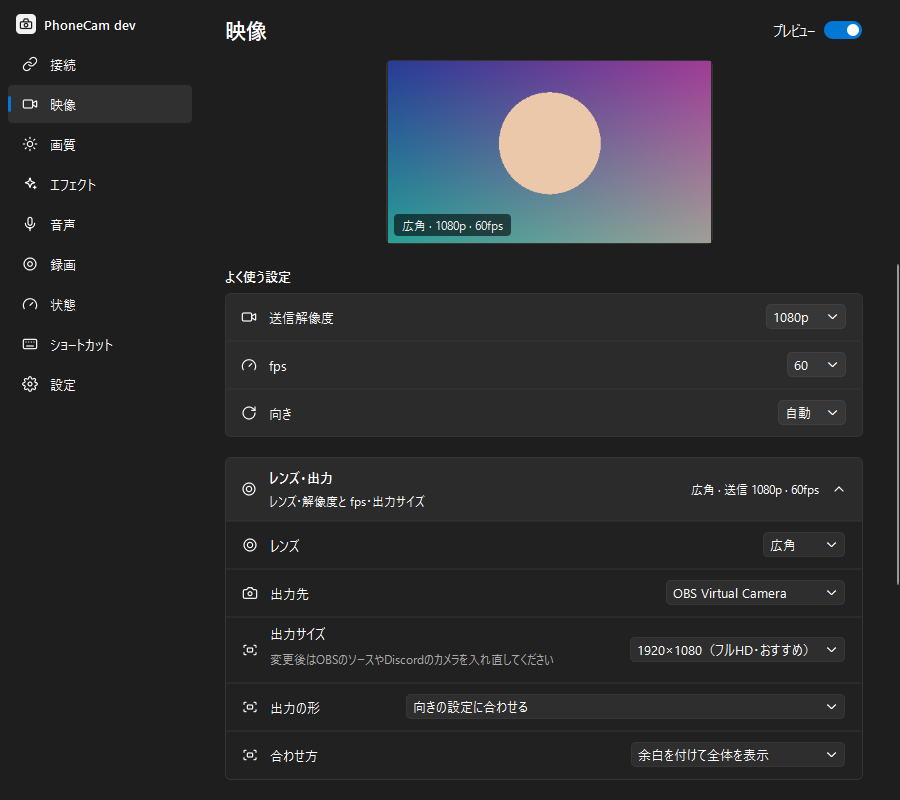 PhoneCam dev
接続
映像
画質
エフェクト
音声
録画
状態
ショートカット
設定
映像
プレビュー
広角 · 1080p · 60fps
よく使う設定
送信解像度
1080p
fps
60
向き
自動
レンズ・出力
レンズ・解像度と fps・出力サイズ
広角 · 送信 1080p · 60fps
レンズ
広角
出力先
OBS Virtual Camera
出力サイズ
変更後はOBSのソースやDiscordのカメラを入れ直してください
1920×1080（フルHD・おすすめ）
出力の形
向きの設定に合わせる
合わせ方
余白を付けて全体を表示